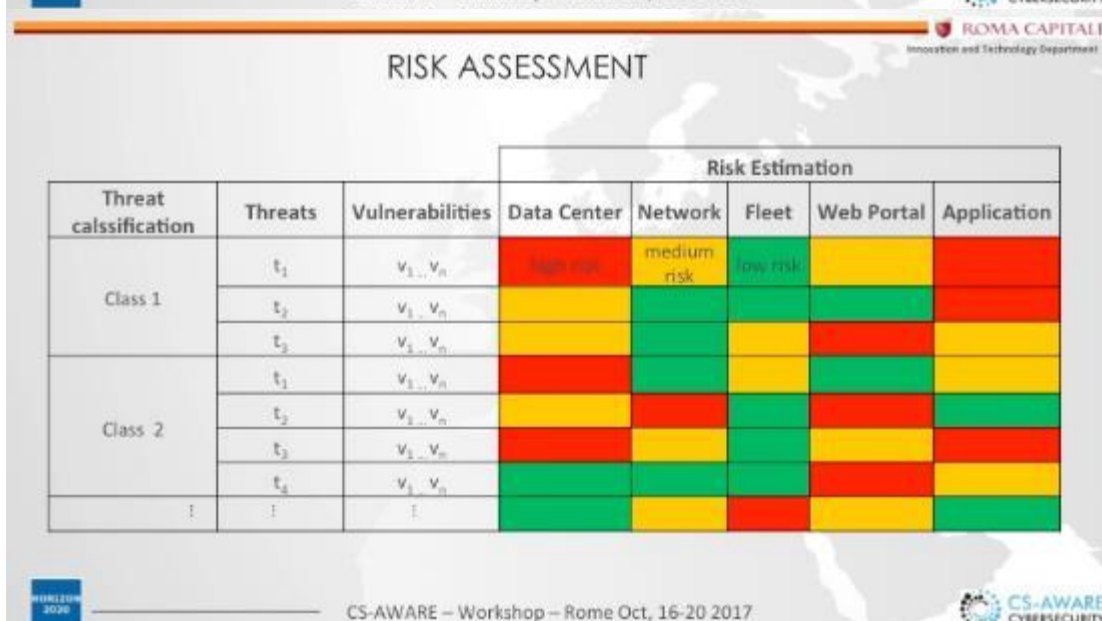 ROMA CAPITALE
Innovation and Technology Department
RISK ASSESSMENT
Risk Estimation
Threat calssification Threats Vulnerabilities Data Center Network Fleet Web Portal Application
Class 1
t₁ v₁ .. vₙ high risk medium risk low risk
t₂ v₁ .. vₙ
t₃ v₁ .. vₙ
Class 2
t₁ v₁ .. vₙ
t₂ v₁ .. vₙ
t₃ v₁ .. vₙ
t₄ v₁ .. vₙ
⋮ ⋮ ⋮
HORIZON 2020
CS-AWARE – Workshop – Rome Oct, 16-20 2017
CS-AWARE
CYBERSECURITY